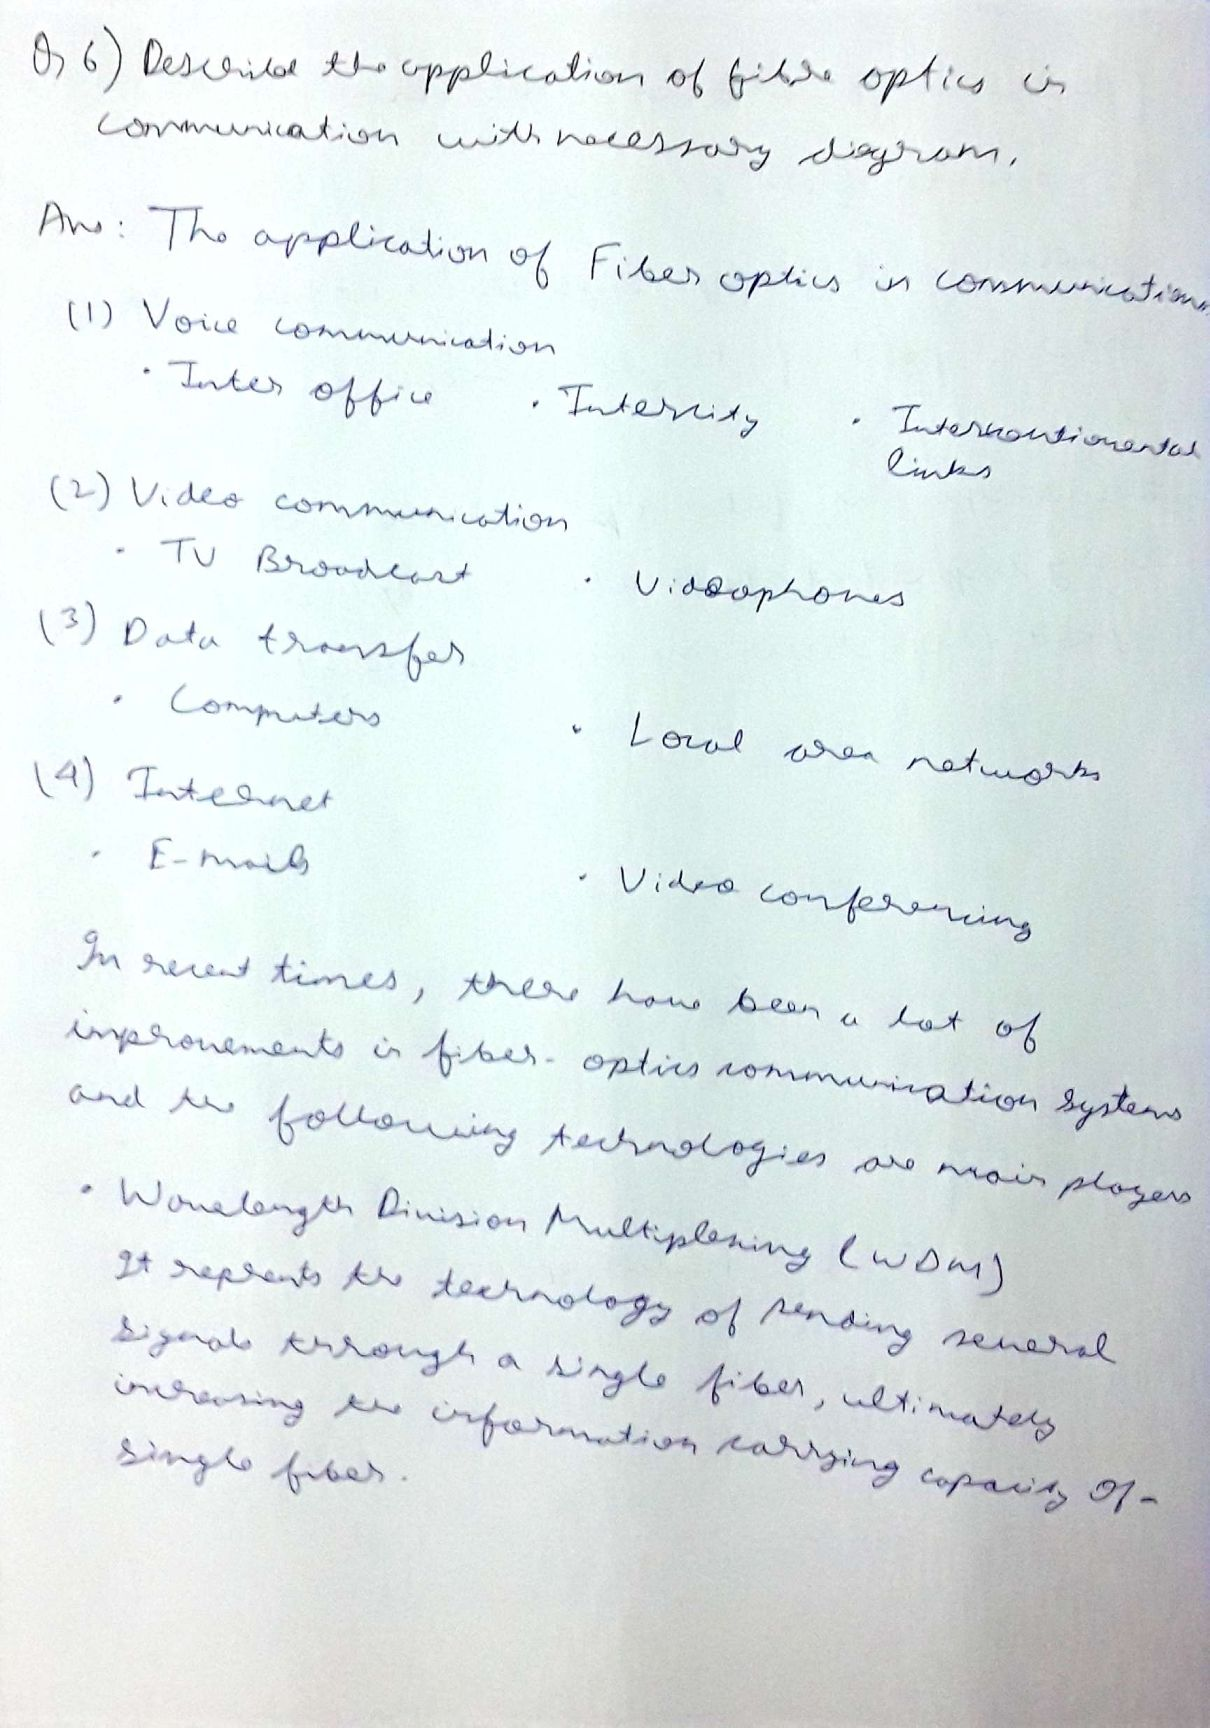 Q 6) Describe the application of fibre optics in
communication with necessary diagram.
Ans: The application of Fiber optics in communication
(1) Voice communication
• Inter office • Intercity • Intercontinental
links
(2) Video communication
• TV Broadcast • Videophones
(3) Data transfer
• Computers • Local area networks
(4) Internet
• E-mails • Video conferencing
In recent times, there have been a lot of
improvements in fiber-optics communication systems
and the following technologies are main players
• Wavelength Division Multiplexing (WDM)
It reprents the technology of sending several
signals through a single fiber, ultimately
increasing the information carrying capacity of-
single fiber.